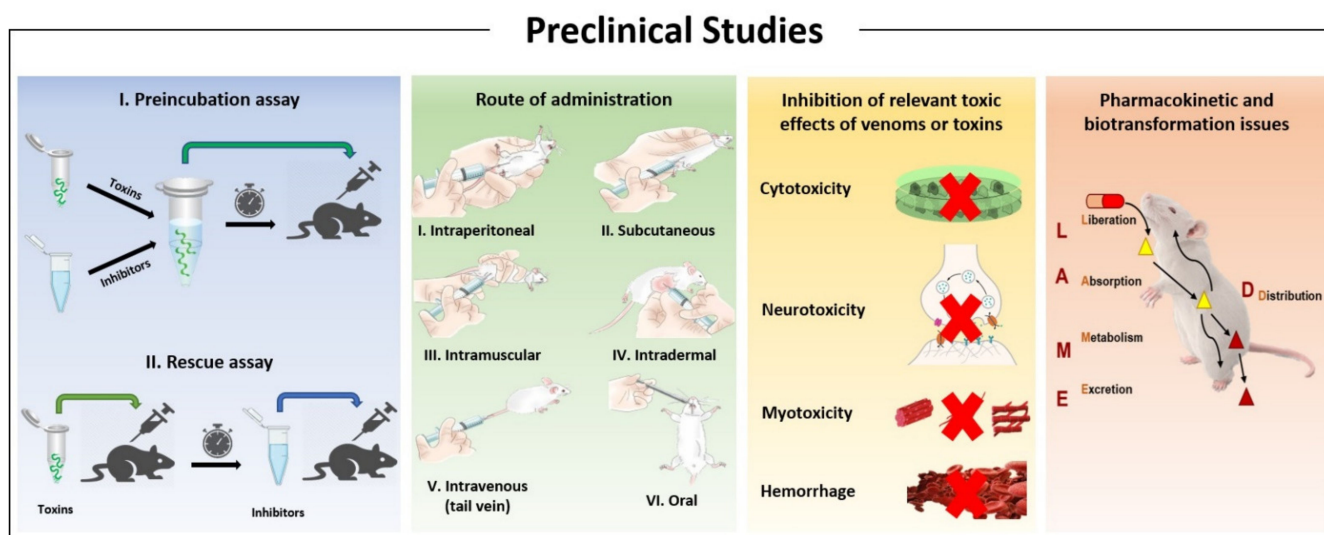 Preclinical Studies
I. Preincubation assay
Toxins
Inhibitors
II. Rescue assay
Toxins
Inhibitors
Route of administration
I. Intraperitoneal
II. Subcutaneous
III. Intramuscular
IV. Intradermal
V. Intravenous
(tail vein)
VI. Oral
Inhibition of relevant toxic
effects of venoms or toxins
Cytotoxicity
Neurotoxicity
Myotoxicity
Hemorrhage
Pharmacokinetic and
biotransformation issues
L
Liberation
A
Absorption
D
Distribution
M
Metabolism
E
Excretion